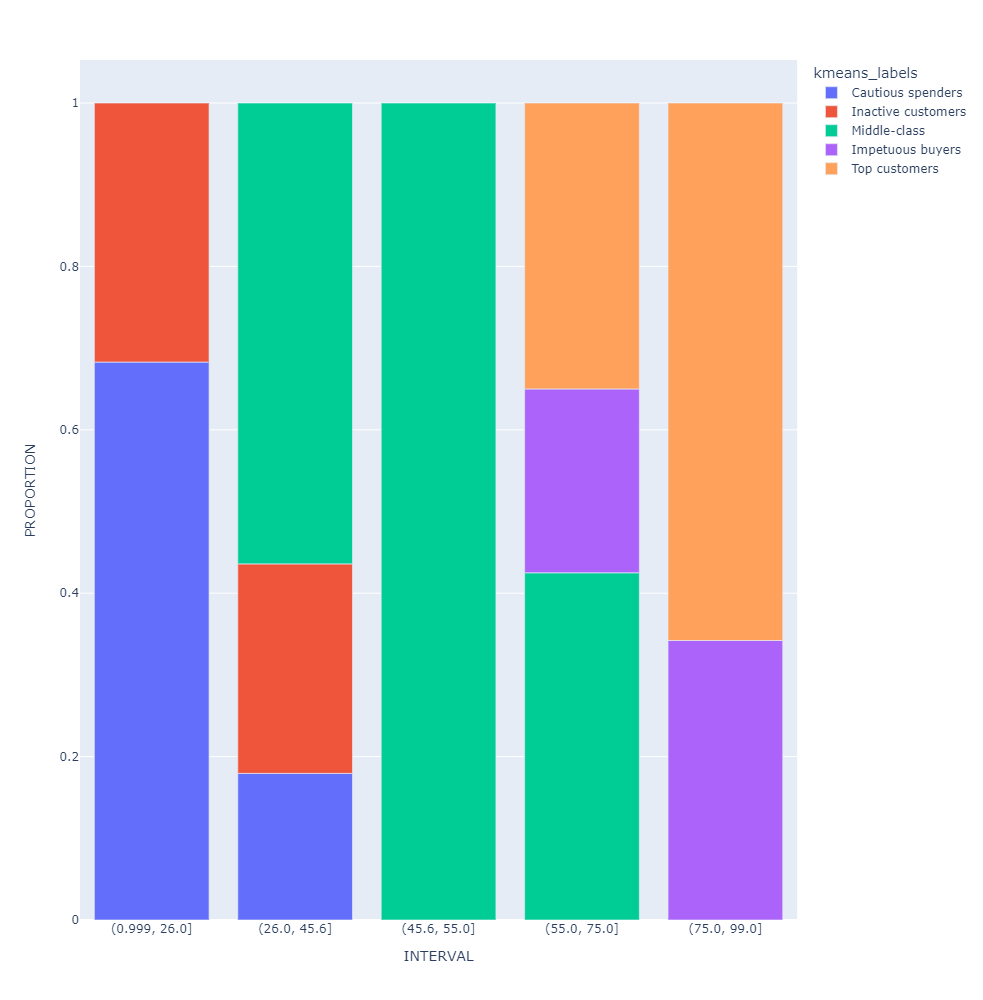 kmeans_labels
Cautious spenders
Inactive customers
Middle-class
Impetuous buyers
Top customers
PROPORTION
1
0.8
0.6
0.4
0.2
0
(0.999, 26.0]
(26.0, 45.6]
(45.6, 55.0]
(55.0, 75.0]
(75.0, 99.0]
INTERVAL